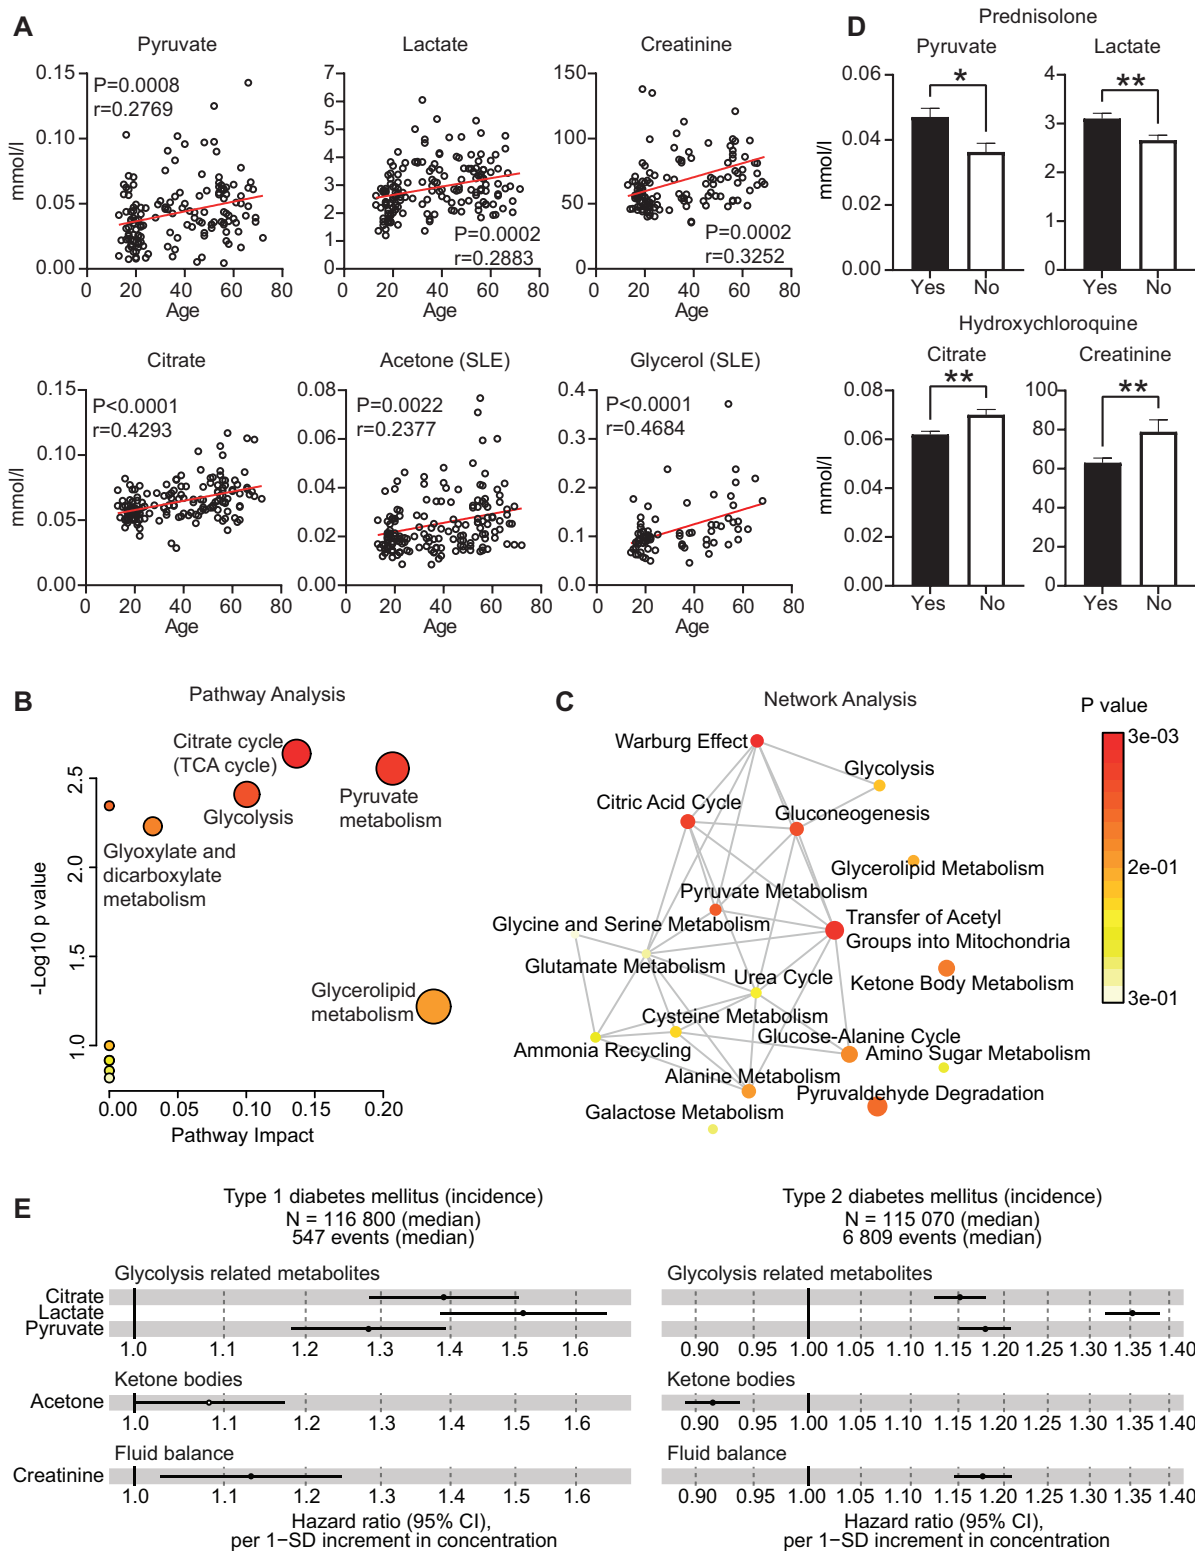 A
Pyruvate
Lactate
Creatinine
mmol/l
0.15
0.10
0.05
0.00
P=0.0008
r=0.2769
0 20 40 60 80
Age
7
6
5
4
3
2
1
0
P=0.0002
r=0.2883
0 20 40 60 80
Age
150
100
50
0
P=0.0002
r=0.3252
0 20 40 60 80
Age
Citrate
Acetone (SLE)
Glycerol (SLE)
mmol/l
0.15
0.10
0.05
0.00
P<0.0001
r=0.4293
0 20 40 60 80
Age
0.08
0.06
0.04
0.02
0.00
P=0.0022
r=0.2377
0 20 40 60 80
Age
0.4
0.3
0.2
0.1
0.0
P<0.0001
r=0.4684
0 20 40 60 80
Age
D
Prednisolone
Pyruvate
Lactate
mmol/l
0.06
0.04
0.02
0.00
*
Yes No
4
3
2
1
0
**
Yes No
Hydroxychloroquine
Citrate
Creatinine
mmol/l
0.08
0.06
0.04
0.02
0.00
**
Yes No
100
80
60
40
20
0
**
Yes No
B
Pathway Analysis
-Log10 p value
2.5
2.0
1.5
1.0
Citrate cycle
(TCA cycle)
Glycolysis
Pyruvate
metabolism
Glyoxylate and
dicarboxylate
metabolism
Glycerolipid
metabolism
0.00 0.05 0.10 0.15 0.20
Pathway Impact
C
Network Analysis
Warburg Effect
Glycolysis
Citric Acid Cycle
Gluconeogenesis
Glycerolipid Metabolism
Pyruvate Metabolism
Glycine and Serine Metabolism
Transfer of Acetyl
Groups into Mitochondria
Glutamate Metabolism
Urea Cycle
Ketone Body Metabolism
Cysteine Metabolism
Glucose-Alanine Cycle
Ammonia Recycling
Amino Sugar Metabolism
Alanine Metabolism
Pyruvaldehyde Degradation
Galactose Metabolism
P value
3e-03
2e-01
3e-01
E
Type 1 diabetes mellitus (incidence)
N = 116 800 (median)
547 events (median)
Glycolysis related metabolites
Citrate
Lactate
Pyruvate
1.0 1.1 1.2 1.3 1.4 1.5 1.6
Ketone bodies
Acetone
1.0 1.1 1.2 1.3 1.4 1.5 1.6
Fluid balance
Creatinine
1.0 1.1 1.2 1.3 1.4 1.5 1.6
Hazard ratio (95% CI),
per 1−SD increment in concentration
Type 2 diabetes mellitus (incidence)
N = 115 070 (median)
6 809 events (median)
Glycolysis related metabolites
0.90 0.95 1.00 1.05 1.10 1.15 1.20 1.25 1.30 1.35 1.40
Ketone bodies
0.90 0.95 1.00 1.05 1.10 1.15 1.20 1.25 1.30 1.35 1.40
Fluid balance
0.90 0.95 1.00 1.05 1.10 1.15 1.20 1.25 1.30 1.35 1.40
Hazard ratio (95% CI),
per 1−SD increment in concentration